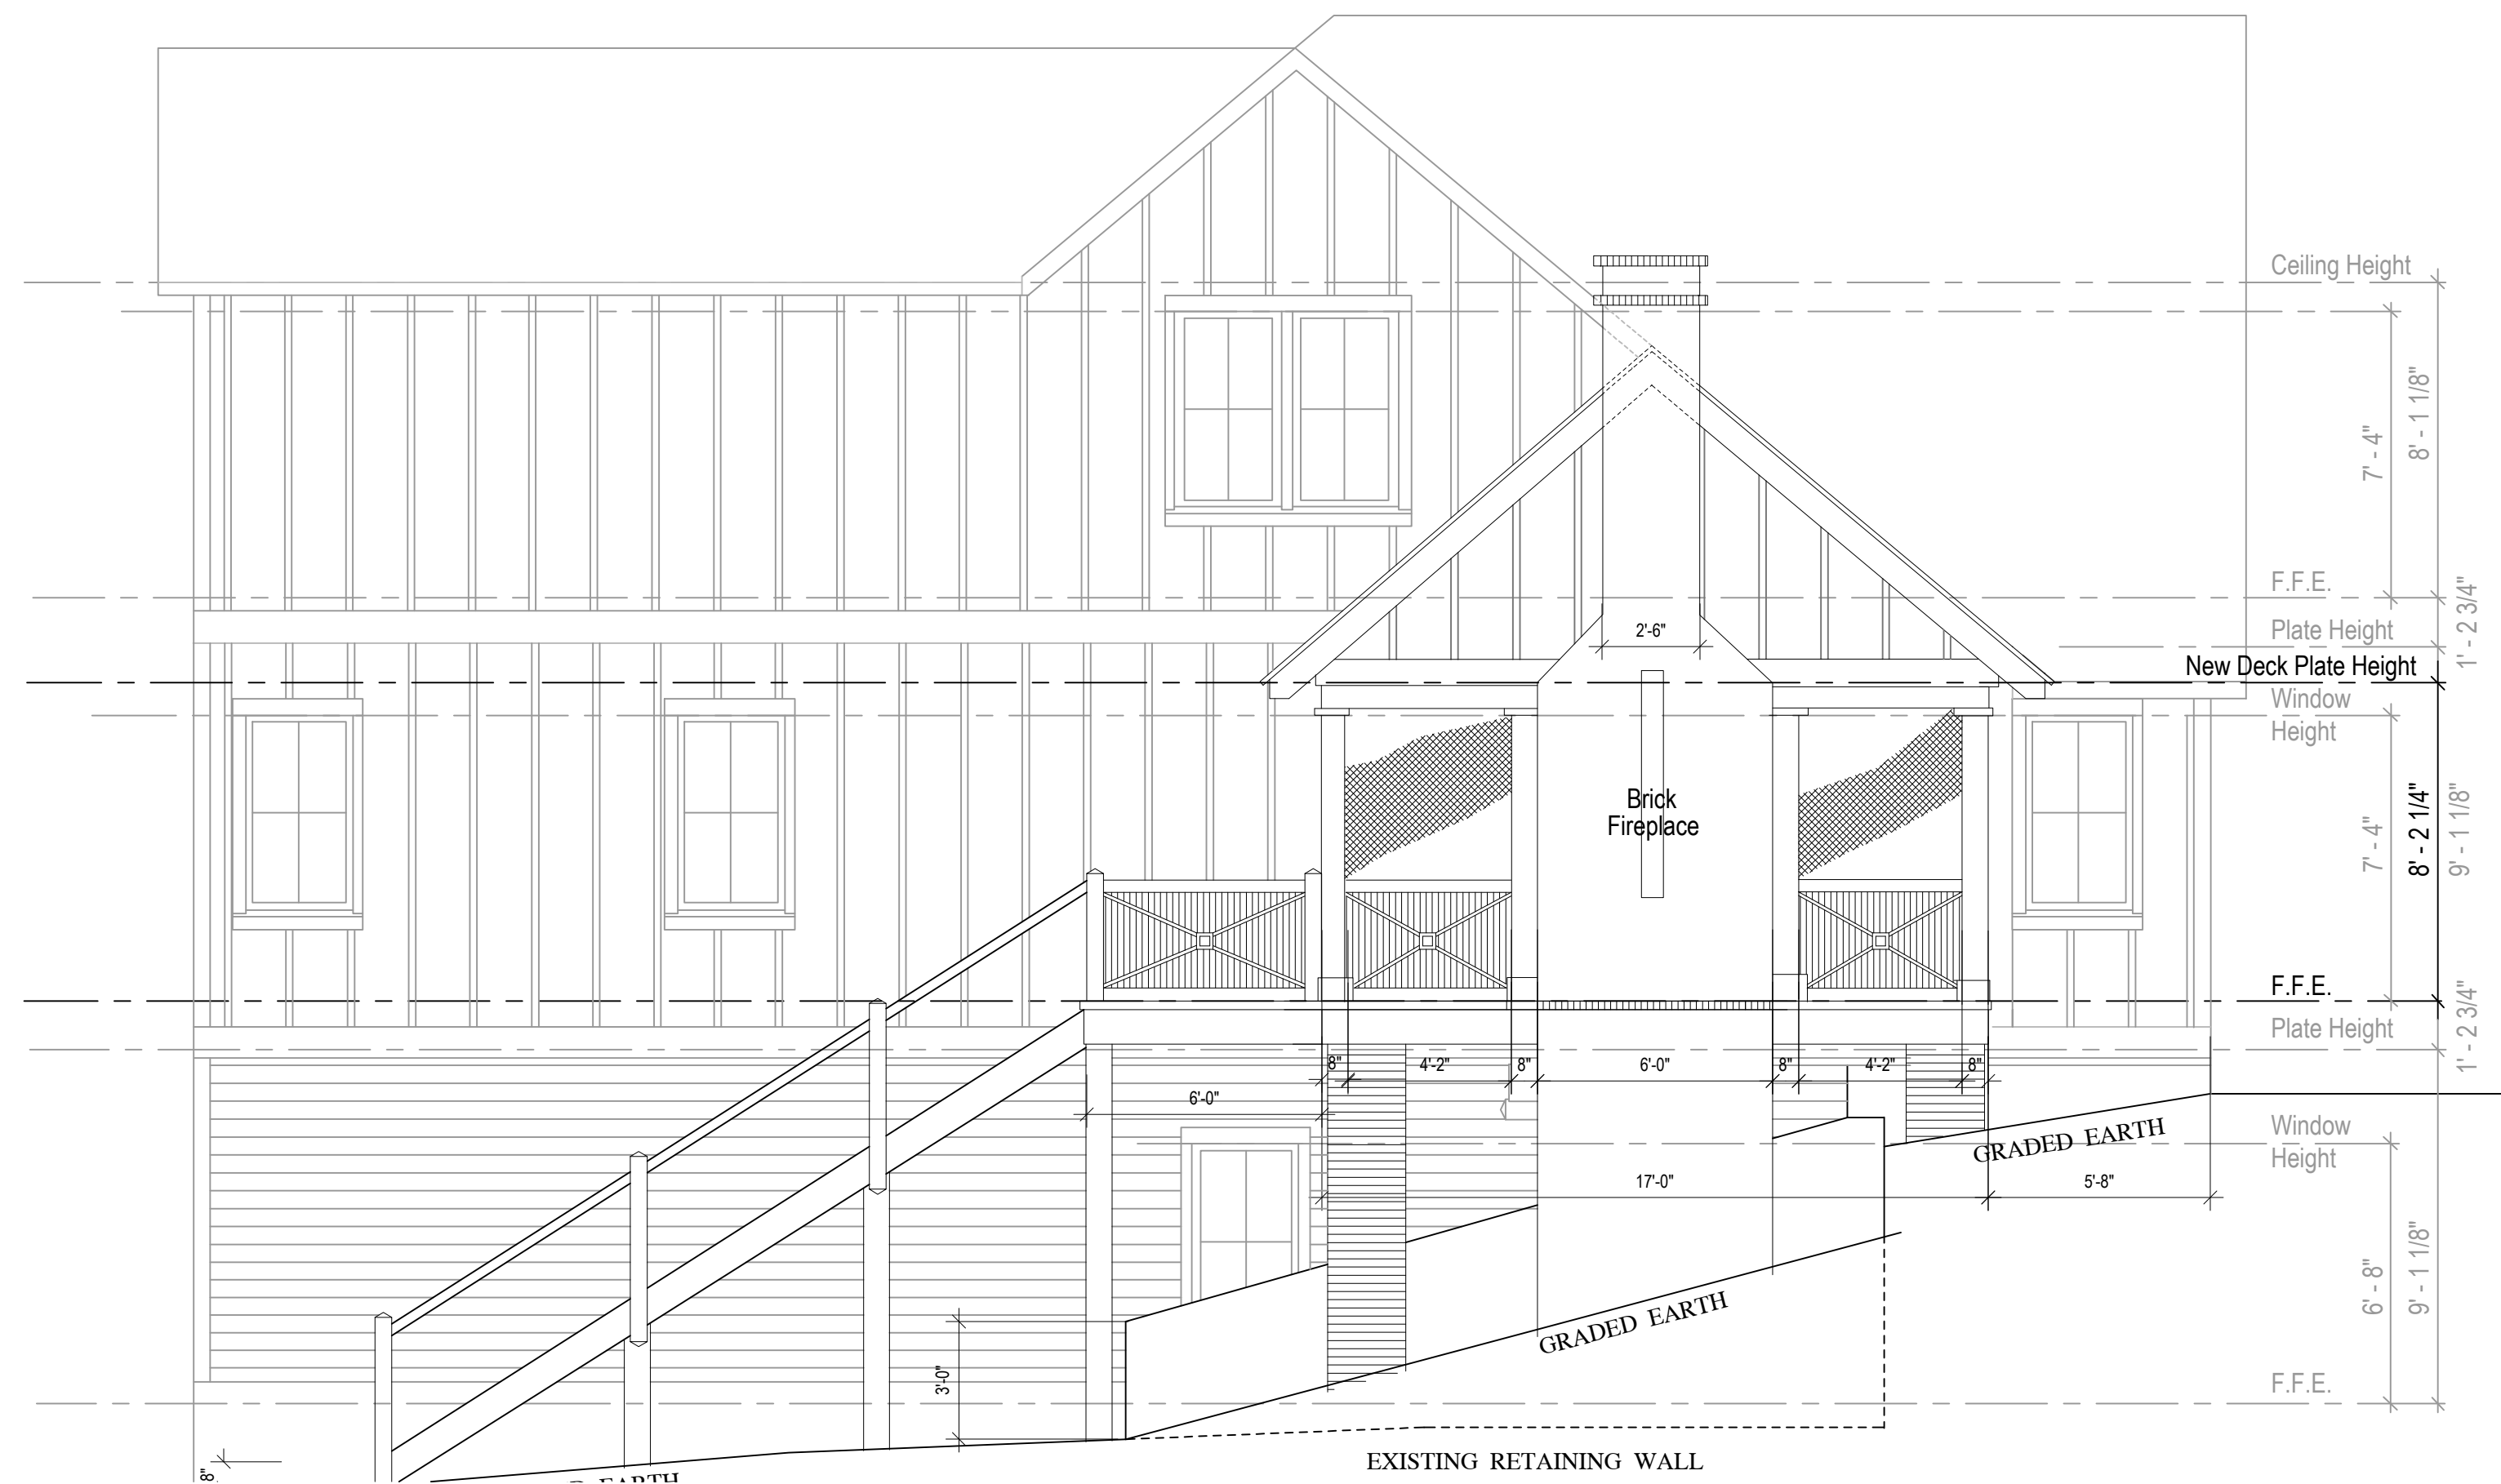 Ceiling Height
8' - 1 1/8"
7' - 4"
F.F.E.
1' - 2 3/4"
Plate Height
2'-6"
New Deck Plate Height
Window
Height
Brick
Fireplace
7' - 4"
8' - 2 1/4"
9' - 1 1/8"
F.F.E.
Plate Height
1' - 2 3/4"
8" 4'-2" 8" 6'-0" 8" 4'-2" 8"
6'-0"
Window
Height
GRADED EARTH
17'-0" 5'-8"
6' - 8"
9' - 1 1/8"
GRADED EARTH
3'-0"
F.F.E.
EXISTING RETAINING WALL
8"
EARTH